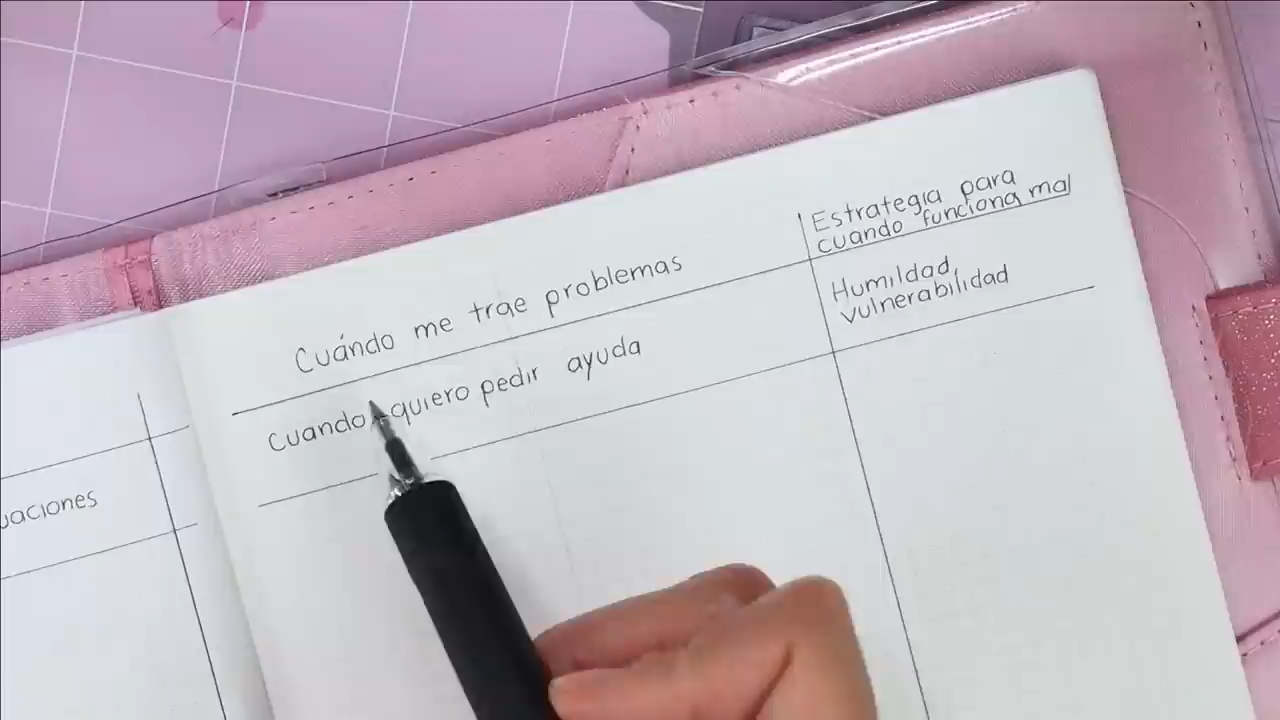 Cuándo me trae problemas
Estrategia para
cuando funciona mal
Cuando quiero pedir ayuda
Humildad,
vulnerabilidad
uaciones